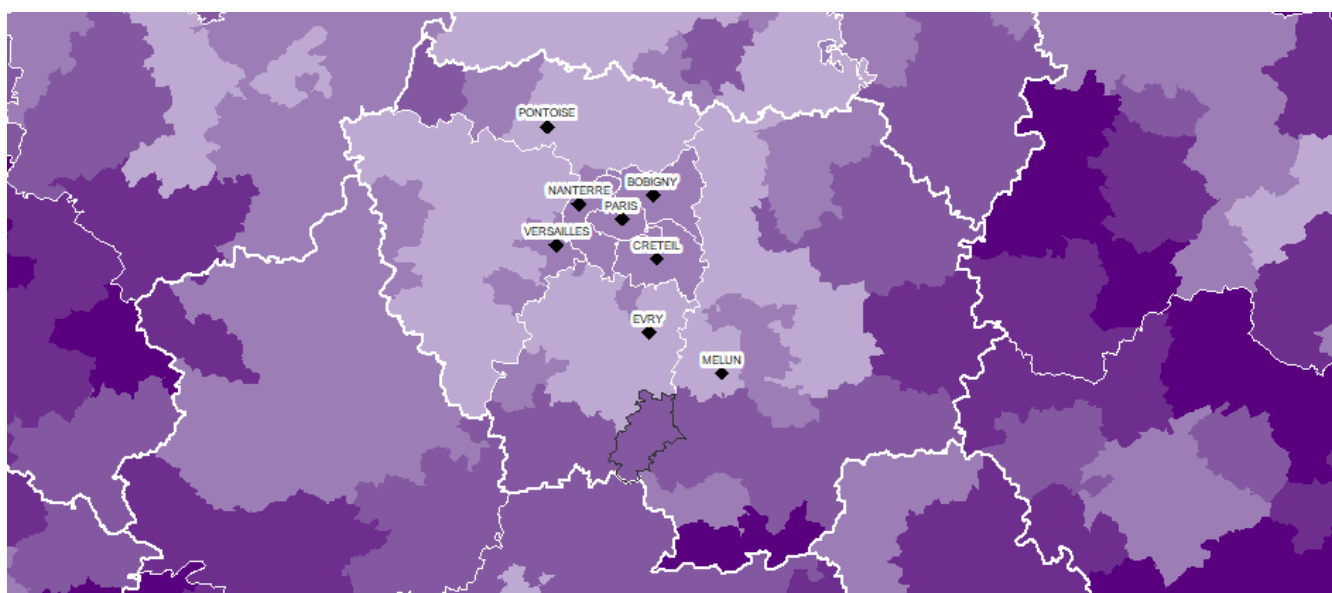 PONTOISE
BOBIGNY
NANTERRE
PARIS
VERSAILLES
CRETEIL
EVRY
MELUN